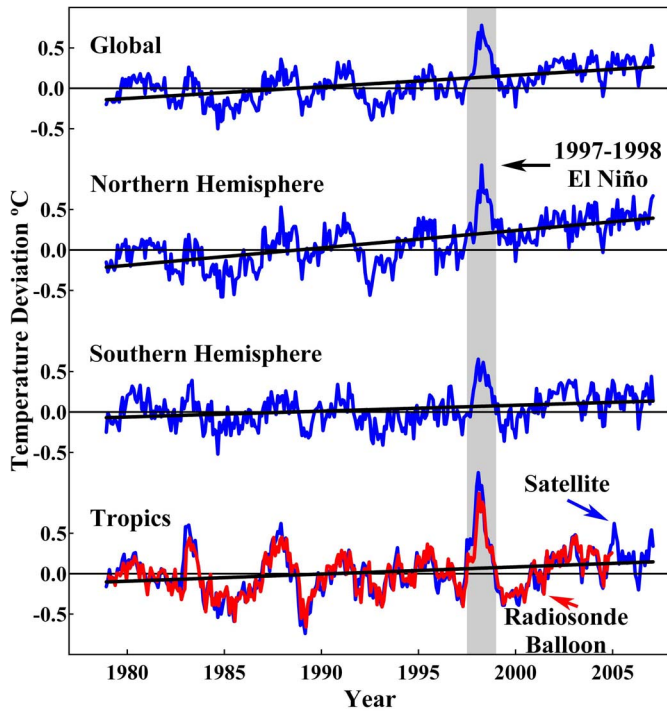 Global
0.5
0.0
-0.5
1997-1998
El Niño
Northern Hemisphere
0.5
0.0
-0.5
Temperature Deviation ºC
Southern Hemisphere
0.5
0.0
-0.5
Tropics
Satellite
0.5
0.0
-0.5
Radiosonde
Balloon
1980 1985 1990 1995 2000 2005
Year